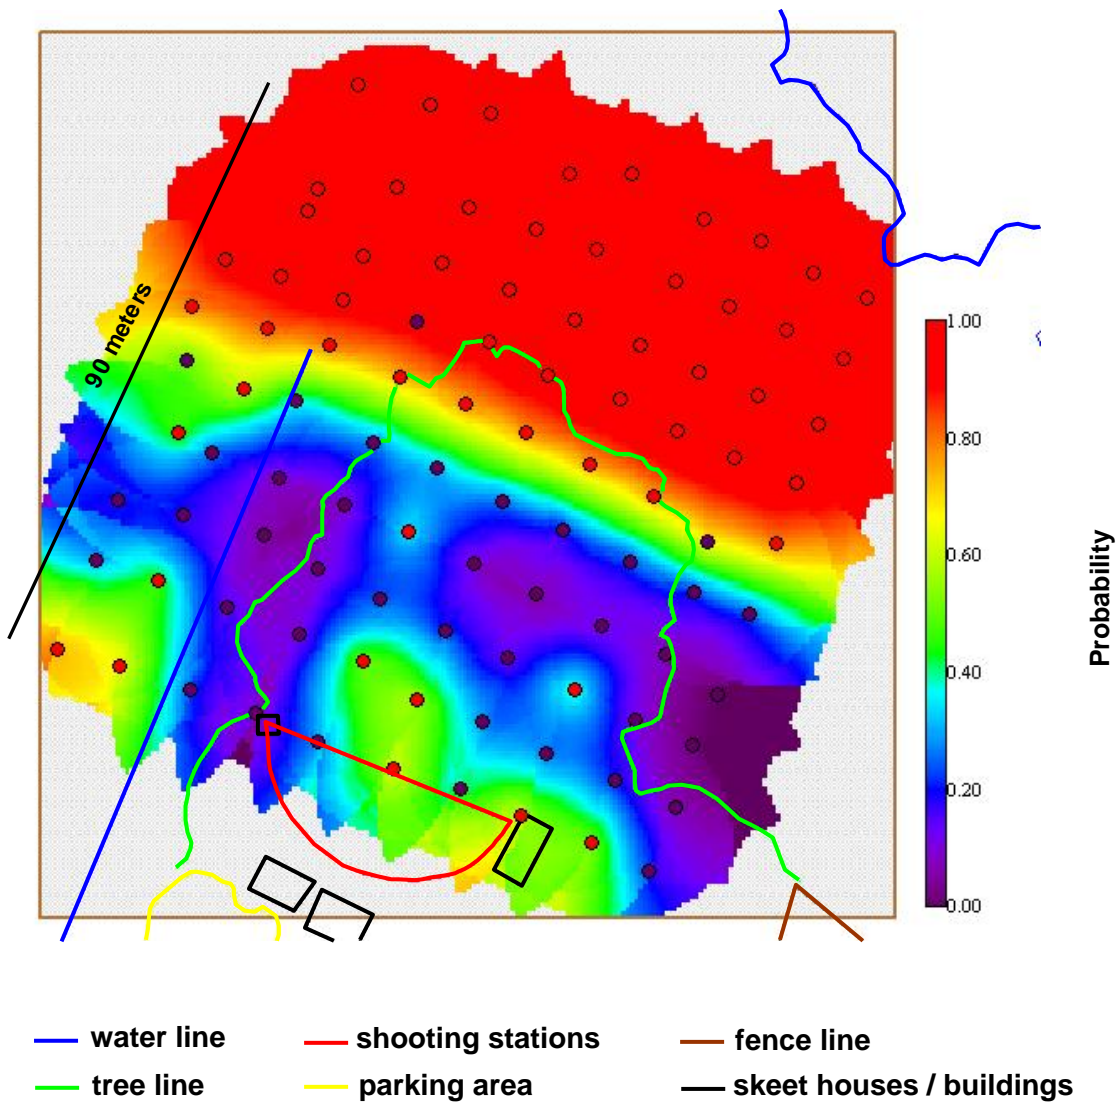 90 meters
1.00
0.80
0.60
0.40
0.20
0.00
Probability
water line
shooting stations
fence line
tree line
parking area
skeet houses / buildings